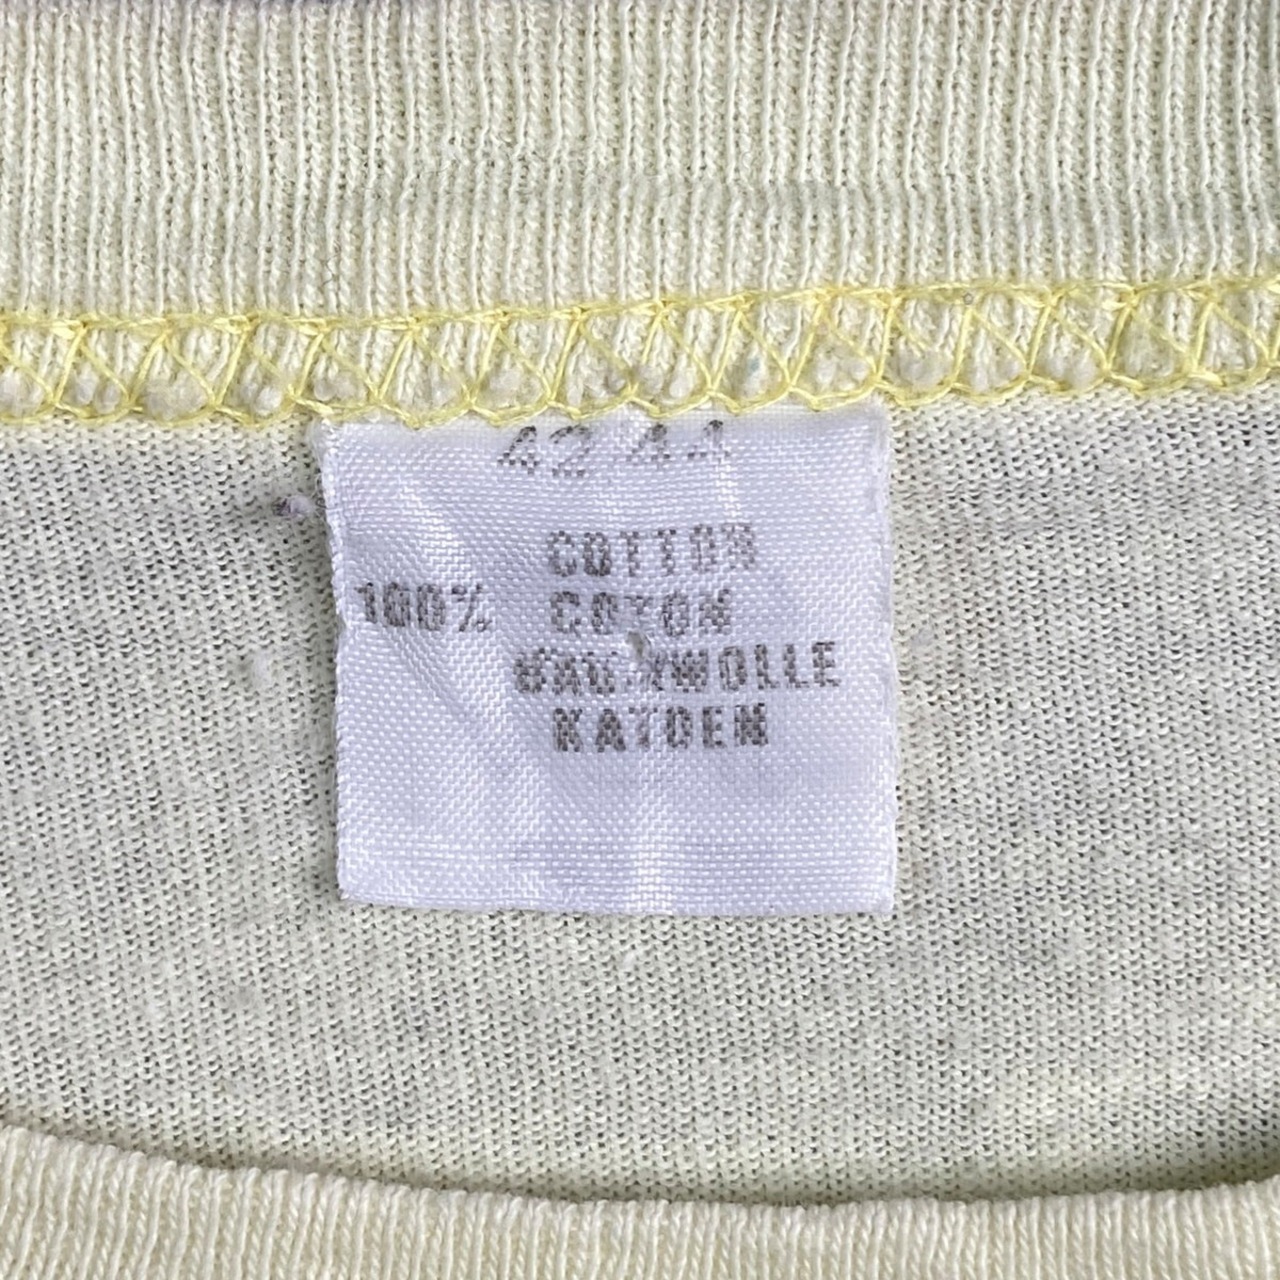 42 44
COTTON
100% COTON
BAUMWOLLE
KATOEN